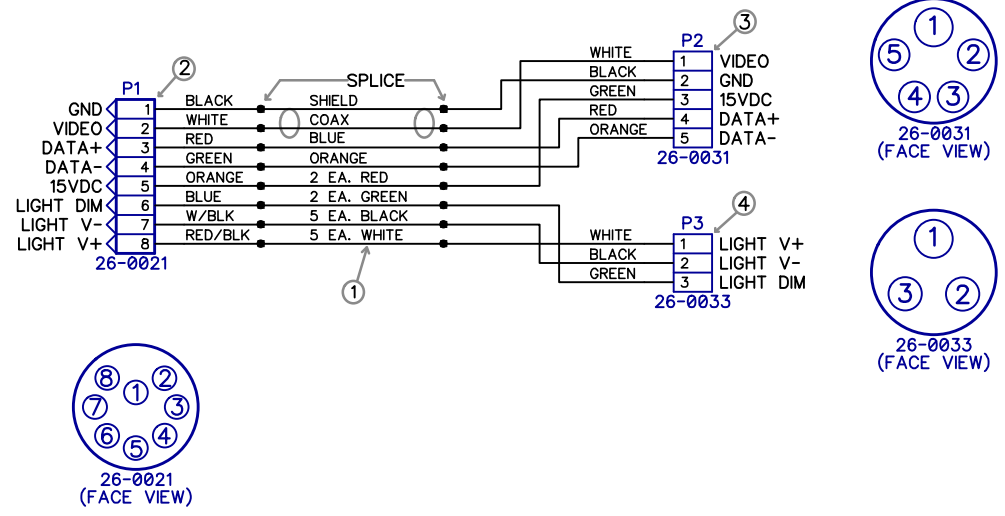 2
P1
SPLICE
GND 1 BLACK SHIELD
VIDEO 2 WHITE COAX
DATA+ 3 RED BLUE
DATA- 4 GREEN ORANGE
15VDC 5 ORANGE 2 EA. RED
LIGHT DIM 6 BLUE 2 EA. GREEN
LIGHT V- 7 W/BLK 5 EA. BLACK
LIGHT V+ 8 RED/BLK 5 EA. WHITE
26-0021
1
3
P2
WHITE 1 VIDEO
BLACK 2 GND
GREEN 3 15VDC
RED 4 DATA+
ORANGE 5 DATA-
26-0031
4
P3
WHITE 1 LIGHT V+
BLACK 2 LIGHT V-
GREEN 3 LIGHT DIM
26-0033
1
5 2
4 3
26-0031
(FACE VIEW)
1
3 2
26-0033
(FACE VIEW)
8 2
1
7 3
6 4
5
26-0021
(FACE VIEW)